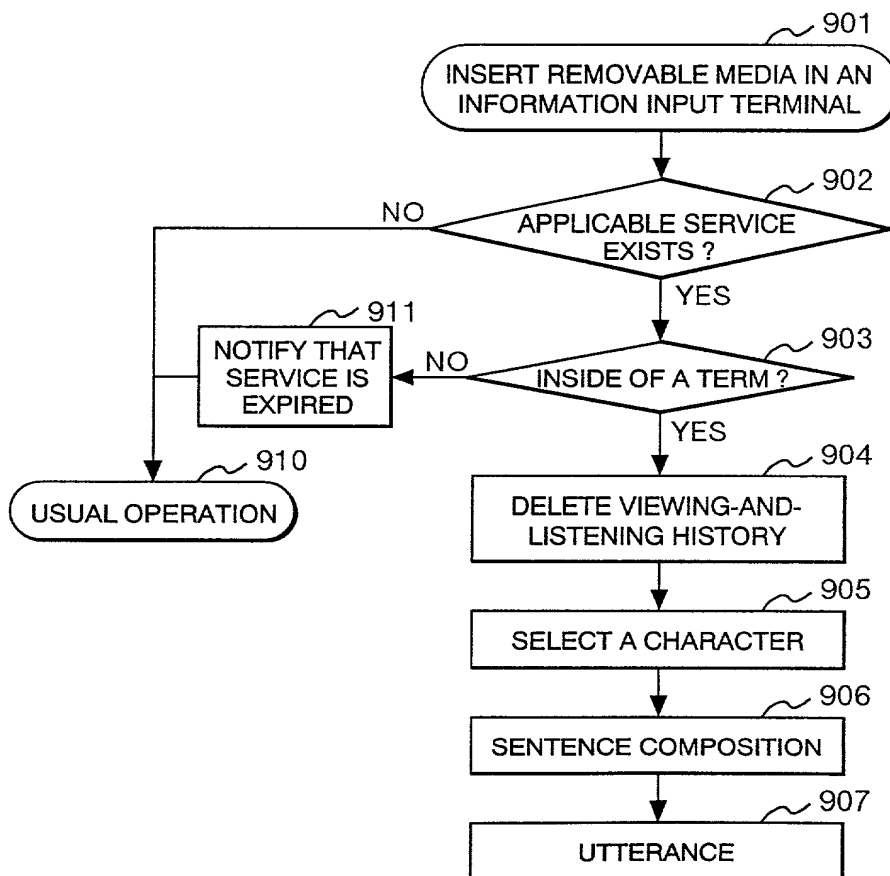 901
INSERT REMOVABLE MEDIA IN AN
INFORMATION INPUT TERMINAL
902
NO
APPLICABLE SERVICE
EXISTS ?
YES
911
NOTIFY THAT
SERVICE IS
EXPIRED
NO
903
INSIDE OF A TERM ?
YES
910
USUAL OPERATION
904
DELETE VIEWING-AND-
LISTENING HISTORY
905
SELECT A CHARACTER
906
SENTENCE COMPOSITION
907
UTTERANCE